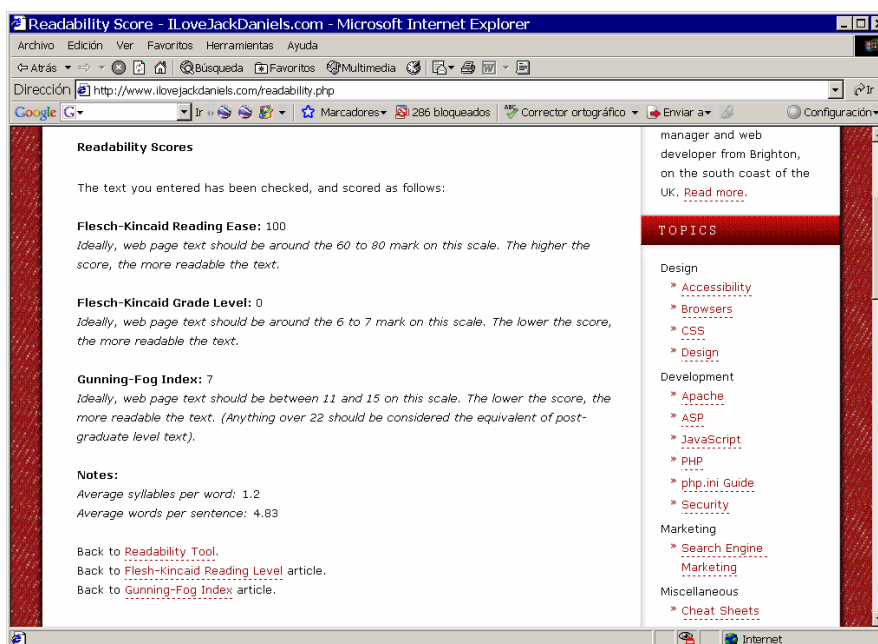 Readability Score - ILoveJackDaniels.com - Microsoft Internet Explorer
Archivo Edición Ver Favoritos Herramientas Ayuda
Atrás Búsqueda Favoritos Multimedia
Dirección http://www.ilovejackdaniels.com/readability.php Ir
Google G Ir Marcadores 286 bloqueados ABC Corrector ortográfico Enviar a Configuración
Readability Scores
The text you entered has been checked, and scored as follows:
Flesch-Kincaid Reading Ease: 100
Ideally, web page text should be around the 60 to 80 mark on this scale. The higher the
score, the more readable the text.
Flesch-Kincaid Grade Level: 0
Ideally, web page text should be around the 6 to 7 mark on this scale. The lower the score,
the more readable the text.
Gunning-Fog Index: 7
Ideally, web page text should be between 11 and 15 on this scale. The lower the score, the
more readable the text. (Anything over 22 should be considered the equivalent of post-
graduate level text).
Notes:
Average syllables per word: 1.2
Average words per sentence: 4.83
Back to Readability Tool.
Back to Flesh-Kincaid Reading Level article.
Back to Gunning-Fog Index article.
manager and web
developer from Brighton,
on the south coast of the
UK. Read more.
TOPICS
Design
» Accessibility
» Browsers
» CSS
» Design
Development
» Apache
» ASP
» JavaScript
» PHP
» php.ini Guide
» Security
Marketing
» Search Engine
Marketing
Miscellaneous
» Cheat Sheets
Internet